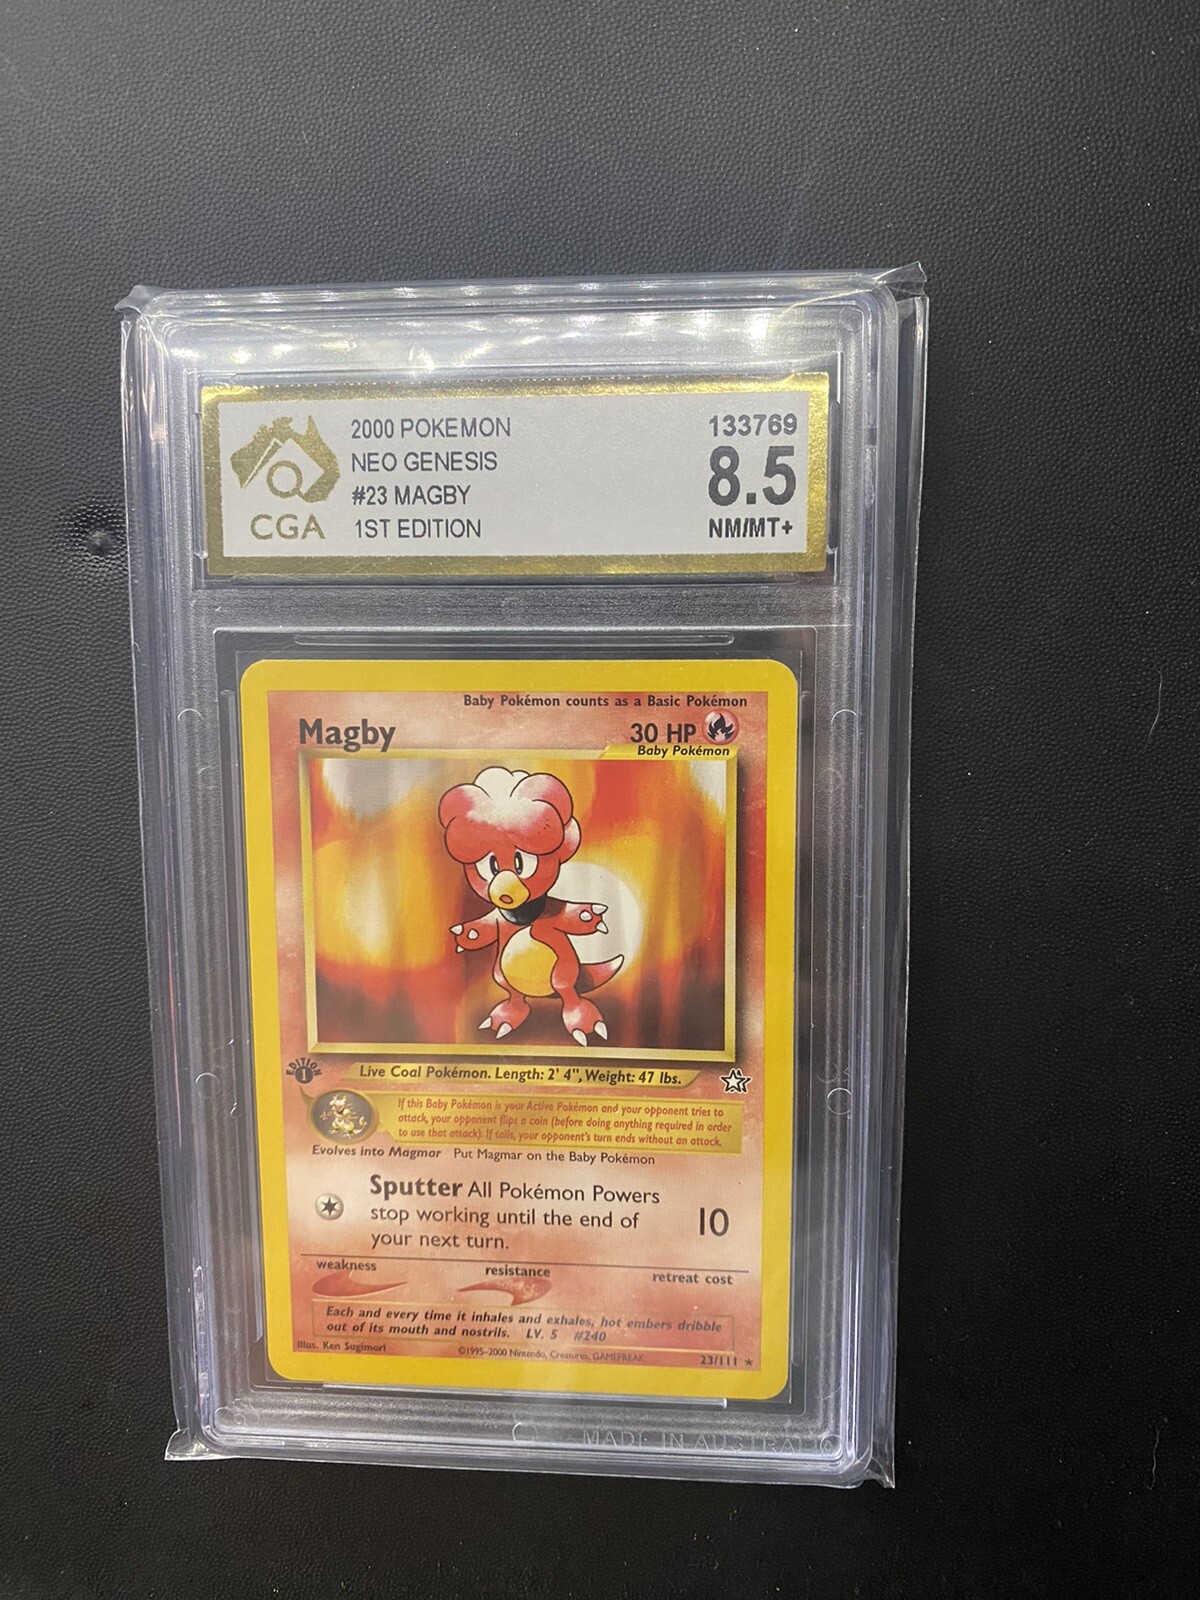 2000 POKEMON
NEO GENESIS
#23 MAGBY
1ST EDITION
CGA
133769
8.5
NM/MT+
Baby Pokémon counts as a Basic Pokémon
Magby
30 HP
Baby Pokémon
EDITION
1
Live Coal Pokémon. Length: 2' 4", Weight: 47 lbs.
If this Baby Pokémon is your Active Pokémon and your opponent tries to
attack, your opponent flips a coin (before doing anything required in order
to use that attack). If tails, your opponent's turn ends without an attack.
Evolves into Magmar Put Magmar on the Baby Pokémon
Sputter All Pokémon Powers
stop working until the end of
your next turn.
10
weakness
resistance
retreat cost
Each and every time it inhales and exhales, hot embers dribble
out of its mouth and nostrils. LV. 5 #240
Illus. Ken Sugimori
©1995-2000 Nintendo, Creatures, GAMEFREAK.
23/111 ★
MADE IN AUSTRALIA